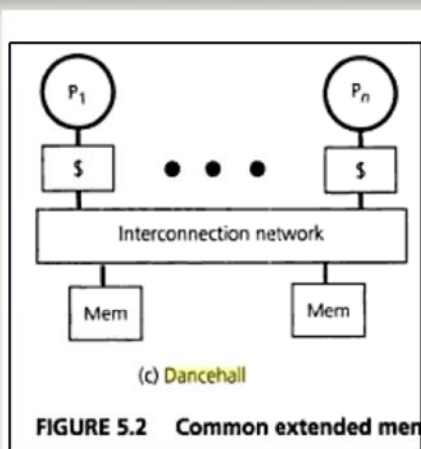 P1 Pn
$ $
Interconnection network
Mem Mem
(c) Dancehall
FIGURE 5.2 Common extended mem